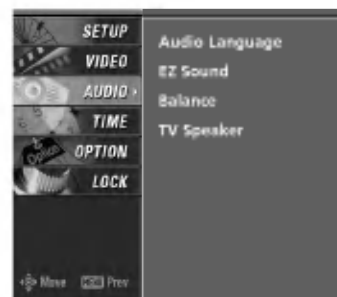 SETUP
VIDEO
AUDIO
TIME
OPTION
LOCK
Move Prev
Audio Language
EZ Sound
Balance
TV Speaker